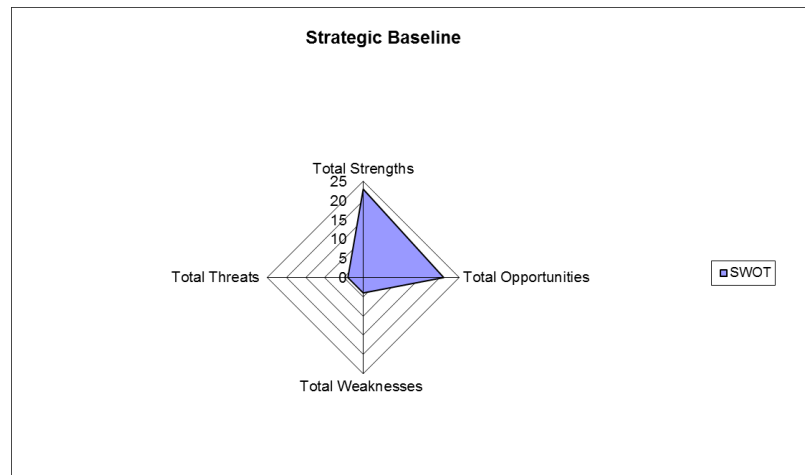 Strategic Baseline
Total Strengths
25
20
15
10
5
0
Total Threats
Total Opportunities
Total Weaknesses
SWOT